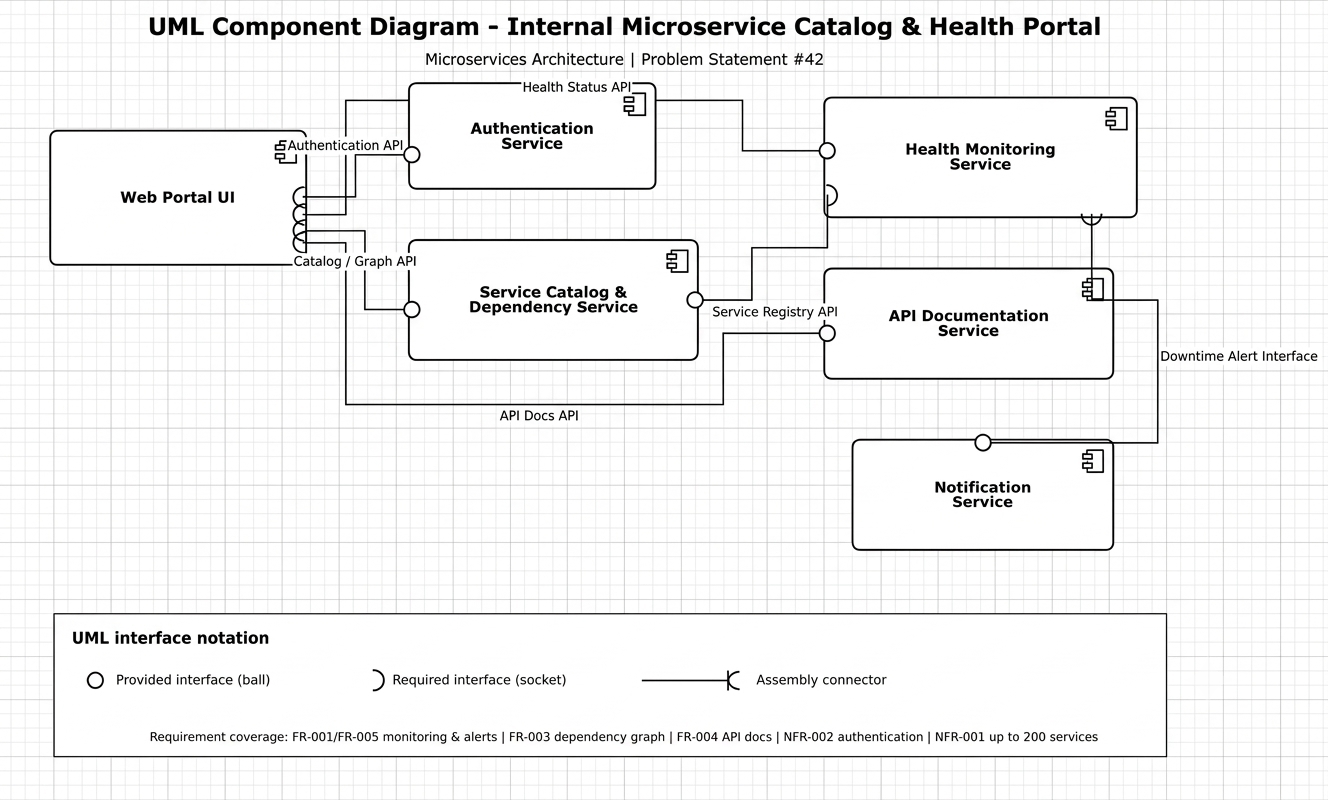 UML Component Diagram - Internal Microservice Catalog & Health Portal
Microservices Architecture | Problem Statement #42
Health Status API
Authentication
Service
Authentication API
Web Portal UI
Health Monitoring
Service
Catalog / Graph API
Service Catalog &
Dependency Service
Service Registry API
API Documentation
Service
Downtime Alert Interface
API Docs API
Notification
Service
UML interface notation
Provided interface (ball)
Required interface (socket)
Assembly connector
Requirement coverage: FR-001/FR-005 monitoring & alerts | FR-003 dependency graph | FR-004 API docs | NFR-002 authentication | NFR-001 up to 200 services